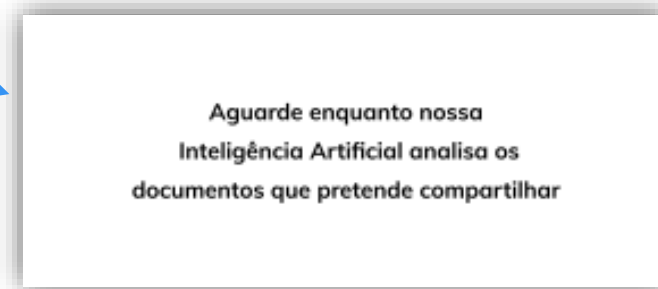 Aguarde enquanto nossa
Inteligência Artificial analisa os
documentos que pretende compartilhar